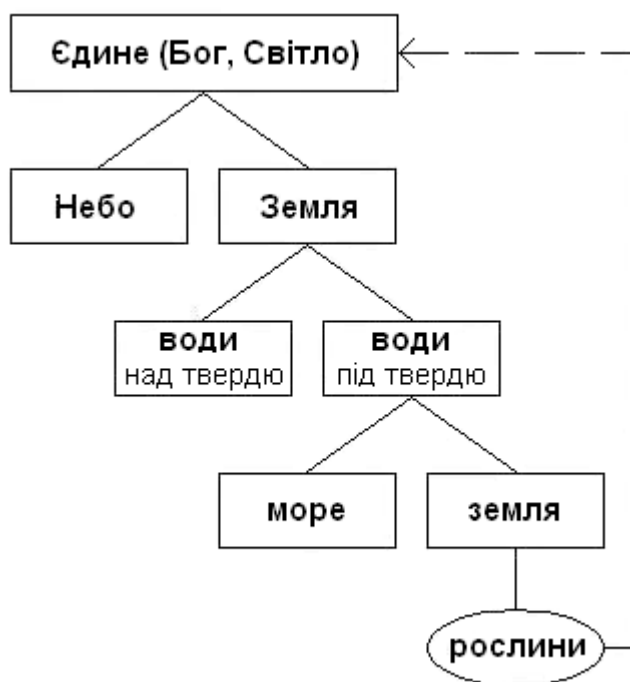 Єдине (Бог, Світло)
Небо
Земля
води
над твердю
води
під твердю
море
земля
рослини